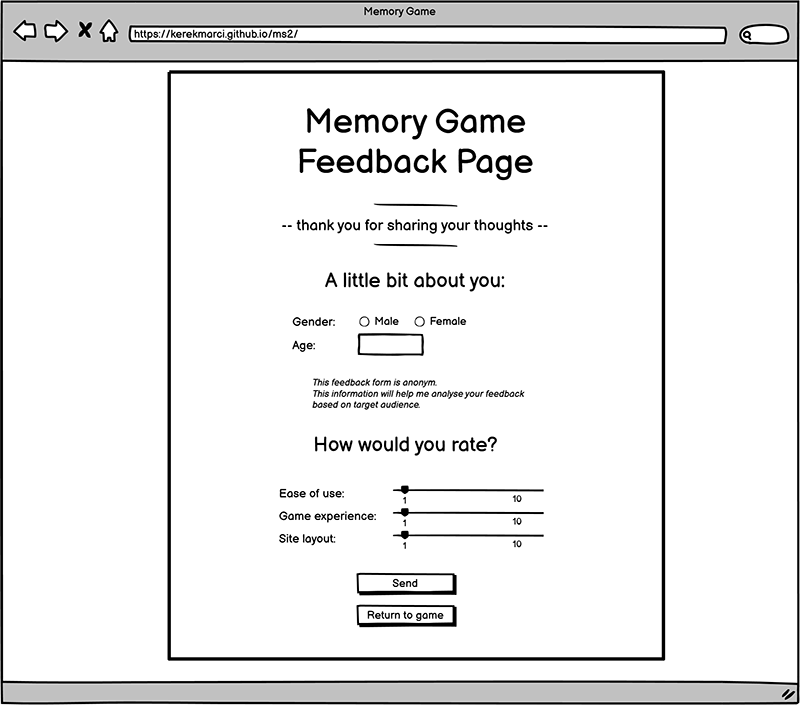 Memory Game
https://kerekmarci.github.io/ms2/
Memory Game
Feedback Page
-- thank you for sharing your thoughts --
A little bit about you:
Gender: Male Female
Age:
This feedback form is anonym.
This information will help me analyse your feedback
based on target audience.
How would you rate?
Ease of use:
1 10
Game experience:
1 10
Site layout:
1 10
Send
Return to game